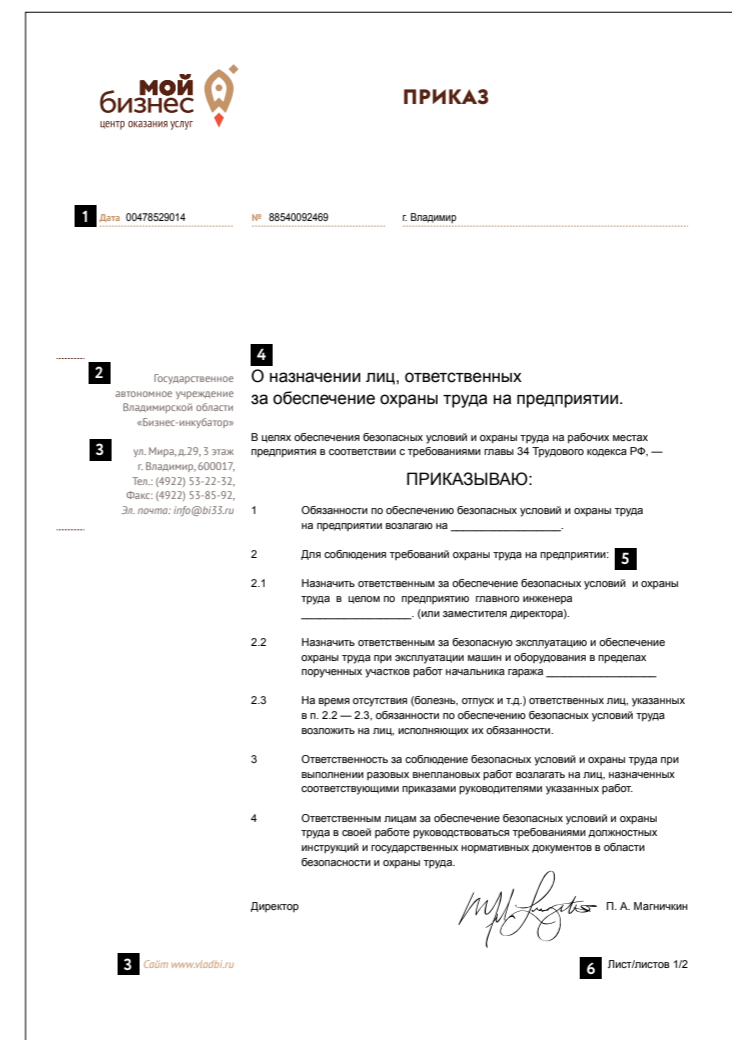 мой
бизнес
центр оказания услуг
ПРИКАЗ
1 Дата 00478529014 № 88540092469 г. Владимир
2
Государственное
автономное учреждение
Владимирской области
«Бизнес-инкубатор»
3
ул. Мира, д.29, 3 этаж
г. Владимир, 600017,
Тел.: (4922) 53-22-32,
Факс: (4922) 53-85-92,
Эл. почта: info@bi33.ru
4
О назначении лиц, ответственных
за обеспечение охраны труда на предприятии.
В целях обеспечения безопасных условий и охраны труда на рабочих местах
предприятия в соответствии с требованиями главы 34 Трудового кодекса РФ, —
ПРИКАЗЫВАЮ:
1 Обязанности по обеспечению безопасных условий и охраны труда
на предприятии возлагаю на ___________________.
2 Для соблюдения требований охраны труда на предприятии: 5
2.1 Назначить ответственным за обеспечение безопасных условий и охраны
труда в целом по предприятию главного инженера
___________________. (или заместителя директора).
2.2 Назначить ответственным за безопасную эксплуатацию и обеспечение
охраны труда при эксплуатации машин и оборудования в пределах
порученных участков работ начальника гаража ___________________
2.3 На время отсутствия (болезнь, отпуск и т.д.) ответственных лиц, указанных
в п. 2.2 — 2.3, обязанности по обеспечению безопасных условий труда
возложить на лиц, исполняющих их обязанности.
3 Ответственность за соблюдение безопасных условий и охраны труда при
выполнении разовых внеплановых работ возлагать на лиц, назначенных
соответствующими приказами руководителями указанных работ.
4 Ответственным лицам за обеспечение безопасных условий и охраны
труда в своей работе руководствоваться требованиями должностных
инструкций и государственных нормативных документов в области
безопасности и охраны труда.
Директор П. А. Магничкин
3 Сайт www.vladbi.ru
6 Лист/листов 1/2